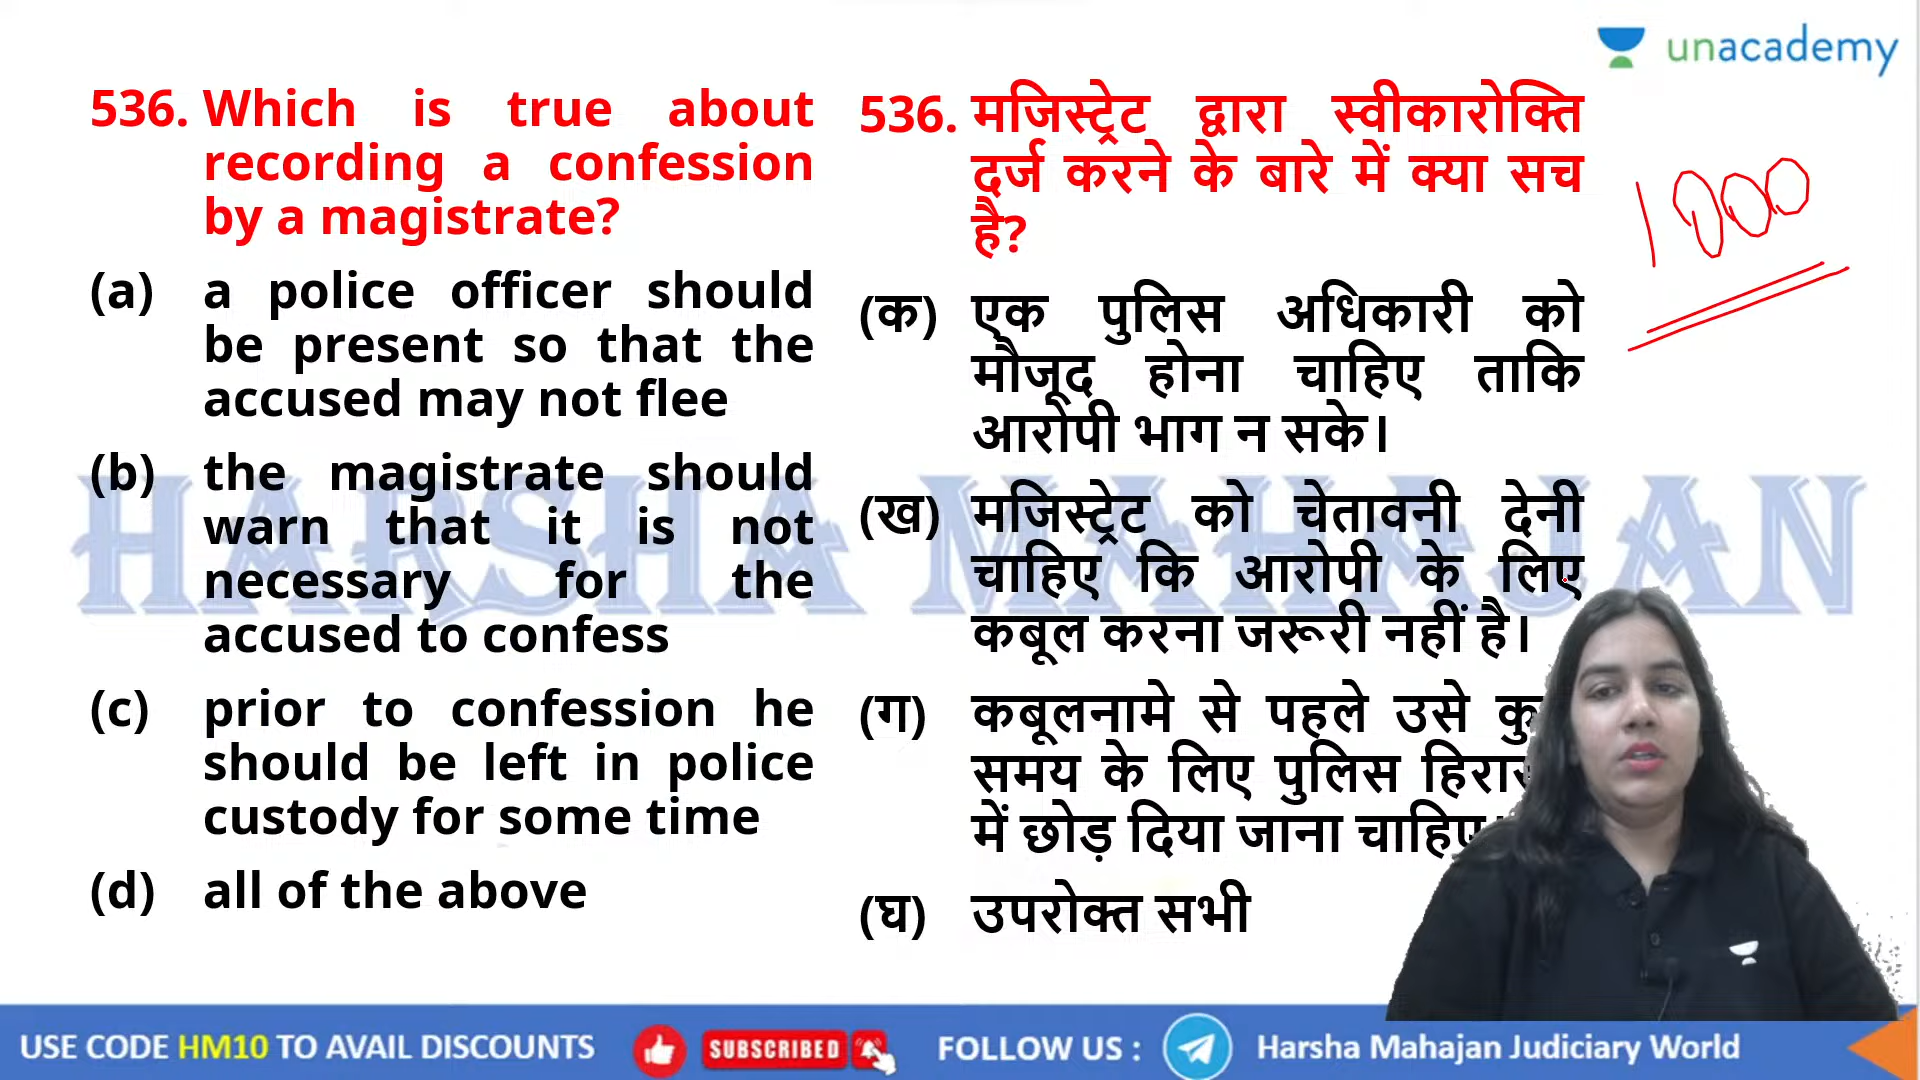 unacademy
536. Which is true about
recording a confession
by a magistrate?
(a) a police officer should
be present so that the
accused may not flee
(b) the magistrate should
warn that it is not
necessary for the
accused to confess
(c) prior to confession he
should be left in police
custody for some time
(d) all of the above
536. मजिस्ट्रेट द्वारा स्वीकारोक्ति
दर्ज करने के बारे में क्या सच
है?
(क) एक पुलिस अधिकारी को
मौजूद होना चाहिए ताकि
आरोपी भाग न सके।
(ख) मजिस्ट्रेट को चेतावनी देनी
चाहिए कि आरोपी के लिए
कबूल करना जरूरी नहीं है।
(ग) कबूलनामे से पहले उसे
समय के लिए पुलिस
में छोड़ दिया जाना
(घ) उपरोक्त सभी
1000
HARSHA MAHAJAN
USE CODE HM10 TO AVAIL DISCOUNTS
SUBSCRIBED
FOLLOW US :
Harsha Mahajan Judiciary World